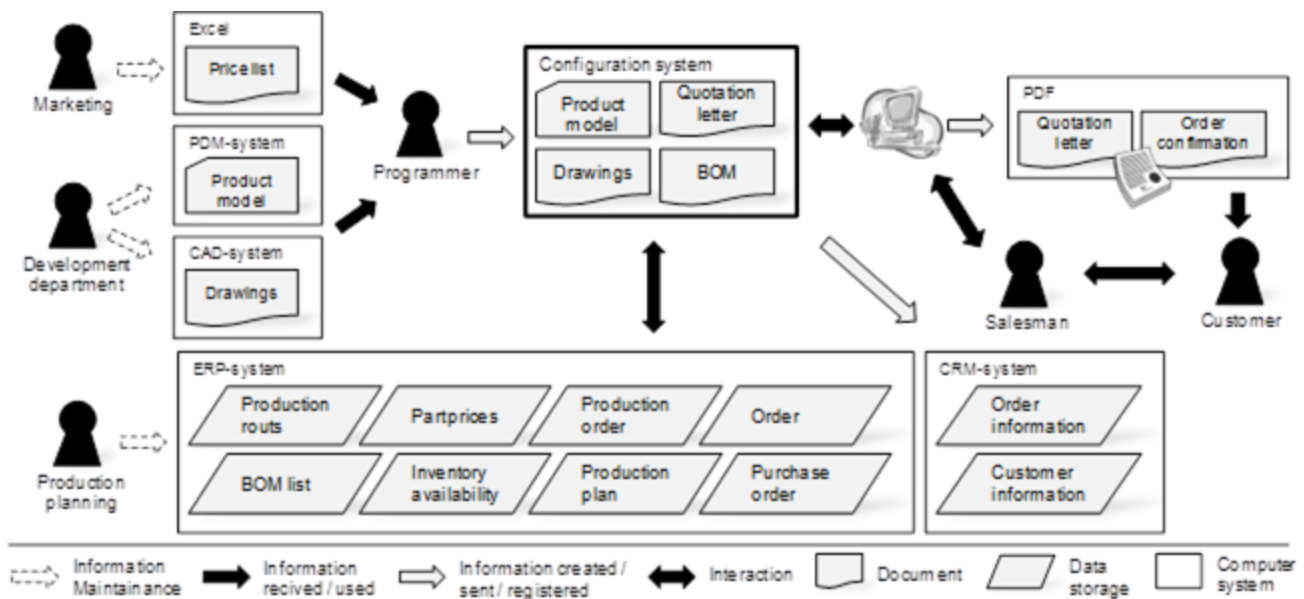 Excel
Pricelist
Marketing
PDM-system
Product
model
Development
department
CAD-system
Drawings
Programmer
Configuration system
Product
model
Quotation
letter
Drawings
BOM
PDF
Quotation
letter
Order
confirmation
Salesman
Customer
ERP-system
Production
routs
Partprices
Production
order
Order
BOM list
Inventory
availability
Production
plan
Purchase
order
CRM-system
Order
information
Customer
information
Production
planning
Information
Maintainance
Information
recived / used
Information created /
sent / registered
Interaction
Document
Data
storage
Computer
system